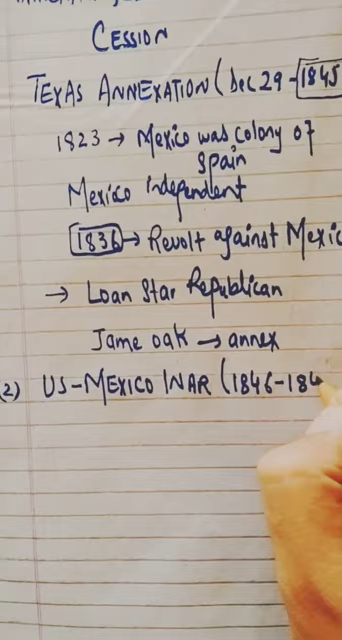 CESSION
TEXAS ANNEXATION (Dec 29 - 1845
1823 → Mexico was colony of
Spain
Mexico independent
1836 → Revolt against Mexic
→ Loan Star Republican
Jame oak → annex
(2) US-MEXICO WAR (1846-184